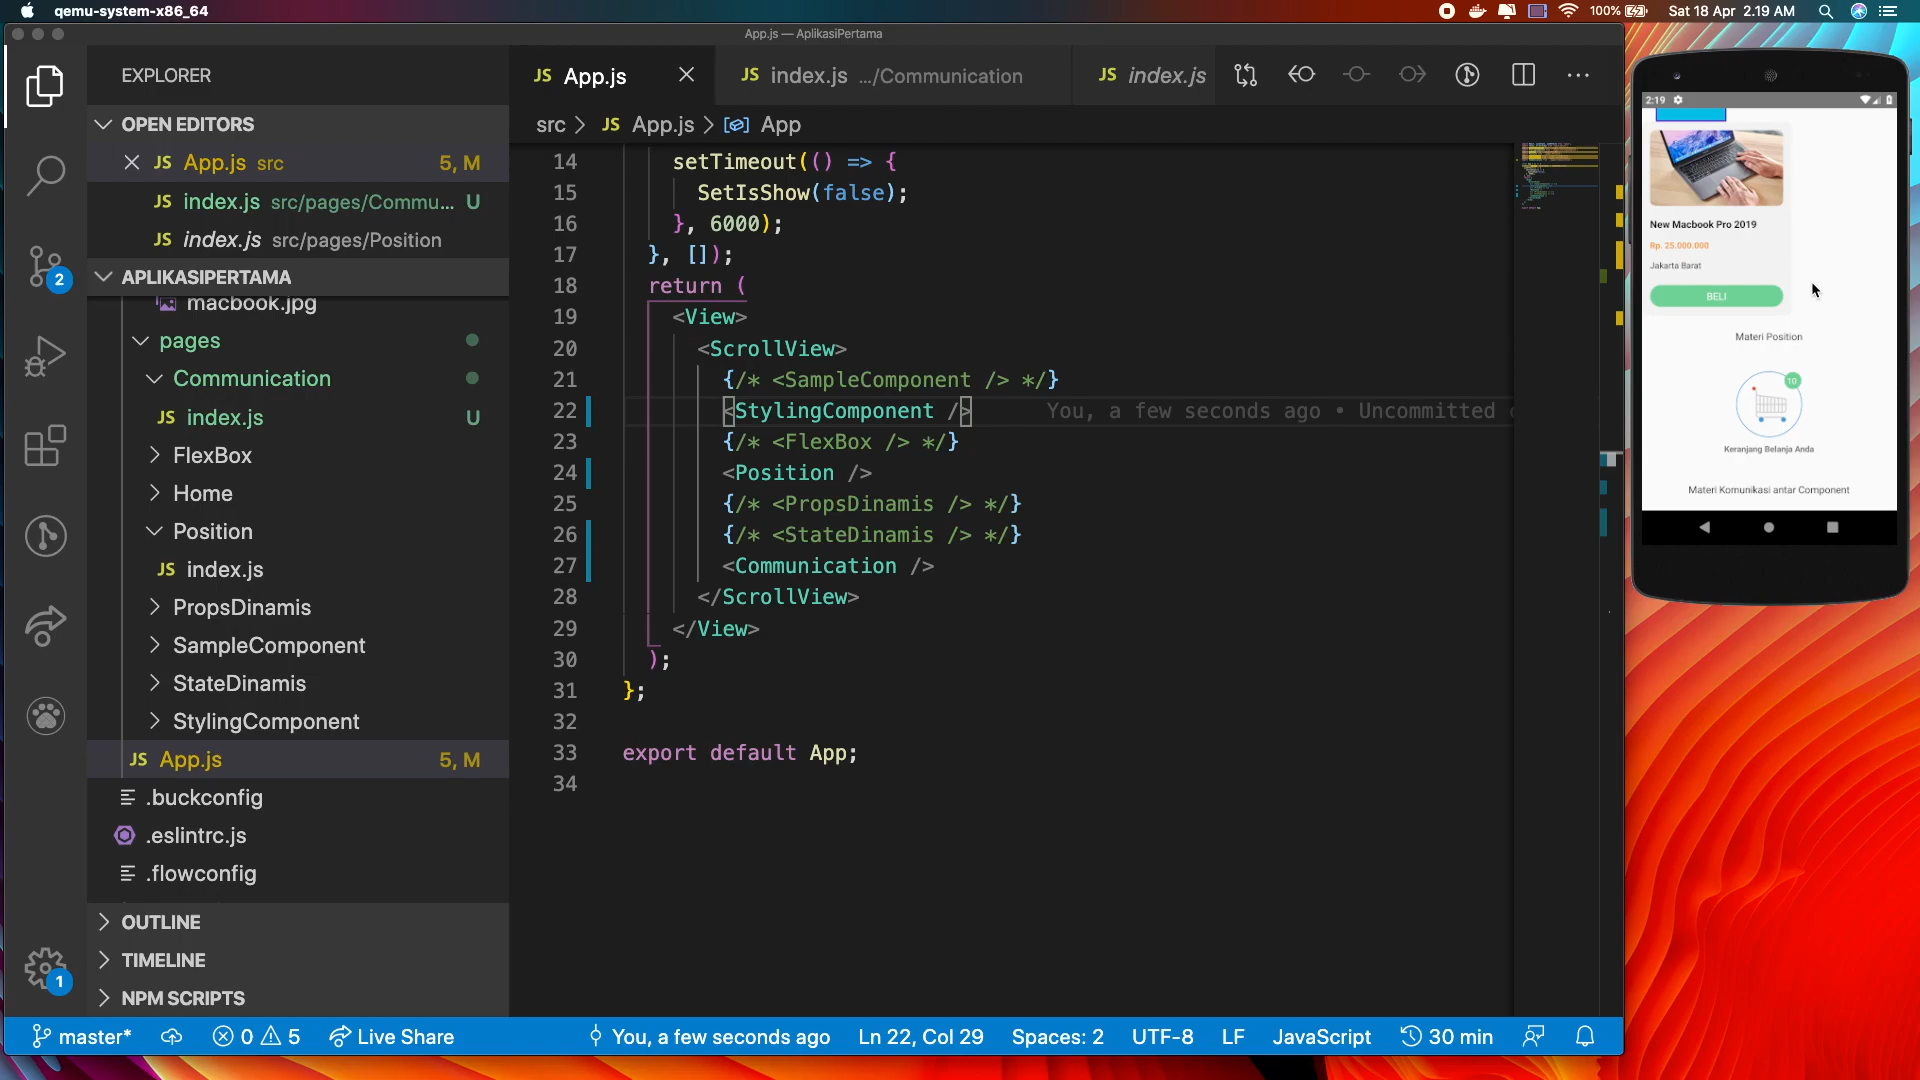 qemu-system-x86_64
100%
Sat 18 Apr 2.19 AM
App.js — AplikasiPertama
EXPLORER
JS App.js
JS index.js .../Communication
JS index.js
OPEN EDITORS
JS App.js src 5, M
JS index.js src/pages/Commu... U
JS index.js src/pages/Position
APLIKASIPERTAMA
macbook.jpg
pages
Communication
JS index.js U
FlexBox
Home
Position
JS index.js
PropsDinamis
SampleComponent
StateDinamis
StylingComponent
JS App.js 5, M
.buckconfig
.eslintrc.js
.flowconfig
OUTLINE
TIMELINE
NPM SCRIPTS
2
1
src > JS App.js > App
14 setTimeout(() => {
15 SetIsShow(false);
16 }, 6000);
17 }, []);
18 return (
19 <View>
20 <ScrollView>
21 {/* <SampleComponent /> */}
22 <StylingComponent /> You, a few seconds ago • Uncommitted
23 {/* <FlexBox /> */}
24 <Position />
25 {/* <PropsDinamis /> */}
26 {/* <StateDinamis /> */}
27 <Communication />
28 </ScrollView>
29 </View>
30 );
31 };
32
33 export default App;
34
2:19
New Macbook Pro 2019
Rp. 25.000.000
Jakarta Barat
BELI
Materi Position
10
Keranjang Belanja Anda
Materi Komunikasi antar Component
master* 0 5 Live Share You, a few seconds ago Ln 22, Col 29 Spaces: 2 UTF-8 LF JavaScript 30 min